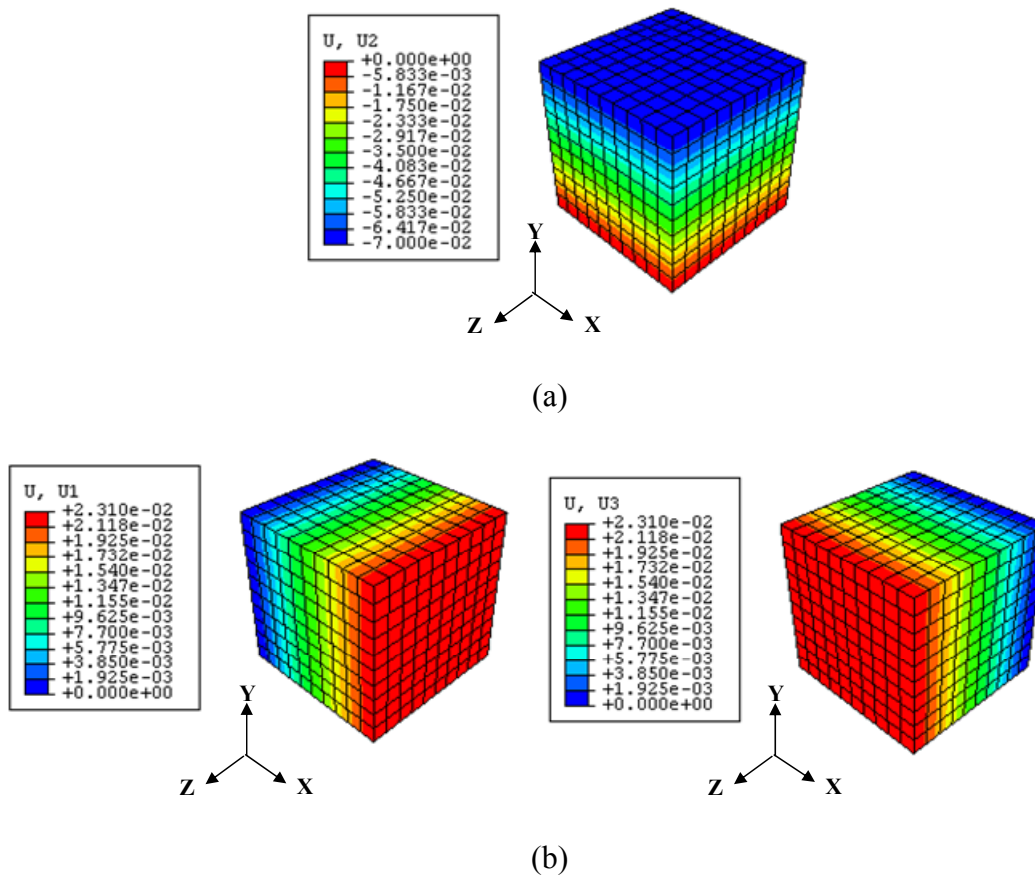 U, U2
+0.000e+00
-5.833e-03
-1.167e-02
-1.750e-02
-2.333e-02
-2.917e-02
-3.500e-02
-4.083e-02
-4.667e-02
-5.250e-02
-5.833e-02
-6.417e-02
-7.000e-02
Y
Z
X
(a)
U, U1
+2.310e-02
+2.118e-02
+1.925e-02
+1.732e-02
+1.540e-02
+1.347e-02
+1.155e-02
+9.625e-03
+7.700e-03
+5.775e-03
+3.850e-03
+1.925e-03
+0.000e+00
Y
Z
X
U, U3
+2.310e-02
+2.118e-02
+1.925e-02
+1.732e-02
+1.540e-02
+1.347e-02
+1.155e-02
+9.625e-03
+7.700e-03
+5.775e-03
+3.850e-03
+1.925e-03
+0.000e+00
Y
Z
X
(b)